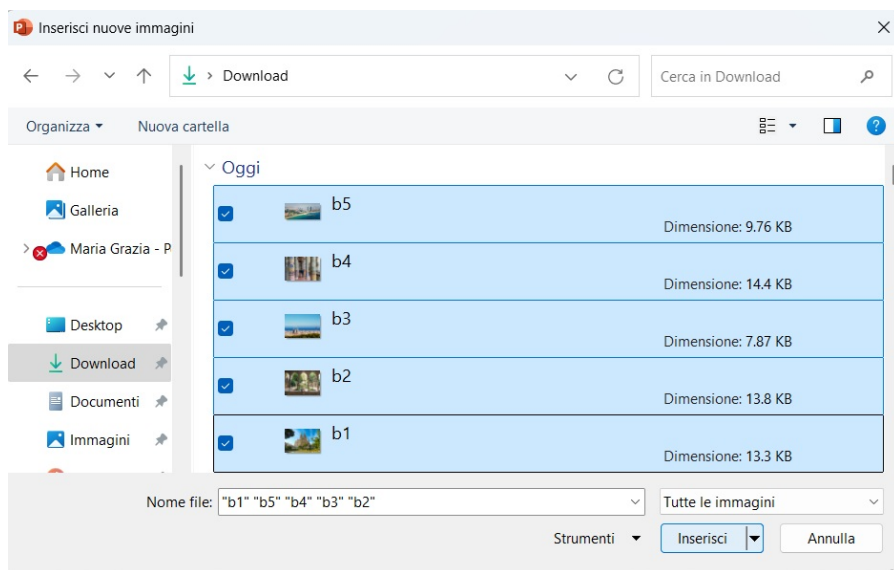 Inserisci nuove immagini
Download
Cerca in Download
Organizza
Nuova cartella
Home
Galleria
Maria Grazia - P
Desktop
Download
Documenti
Immagini
Oggi
b5
Dimensione: 9.76 KB
b4
Dimensione: 14.4 KB
b3
Dimensione: 7.87 KB
b2
Dimensione: 13.8 KB
b1
Dimensione: 13.3 KB
Nome file: "b1" "b5" "b4" "b3" "b2"
Tutte le immagini
Strumenti
Inserisci
Annulla